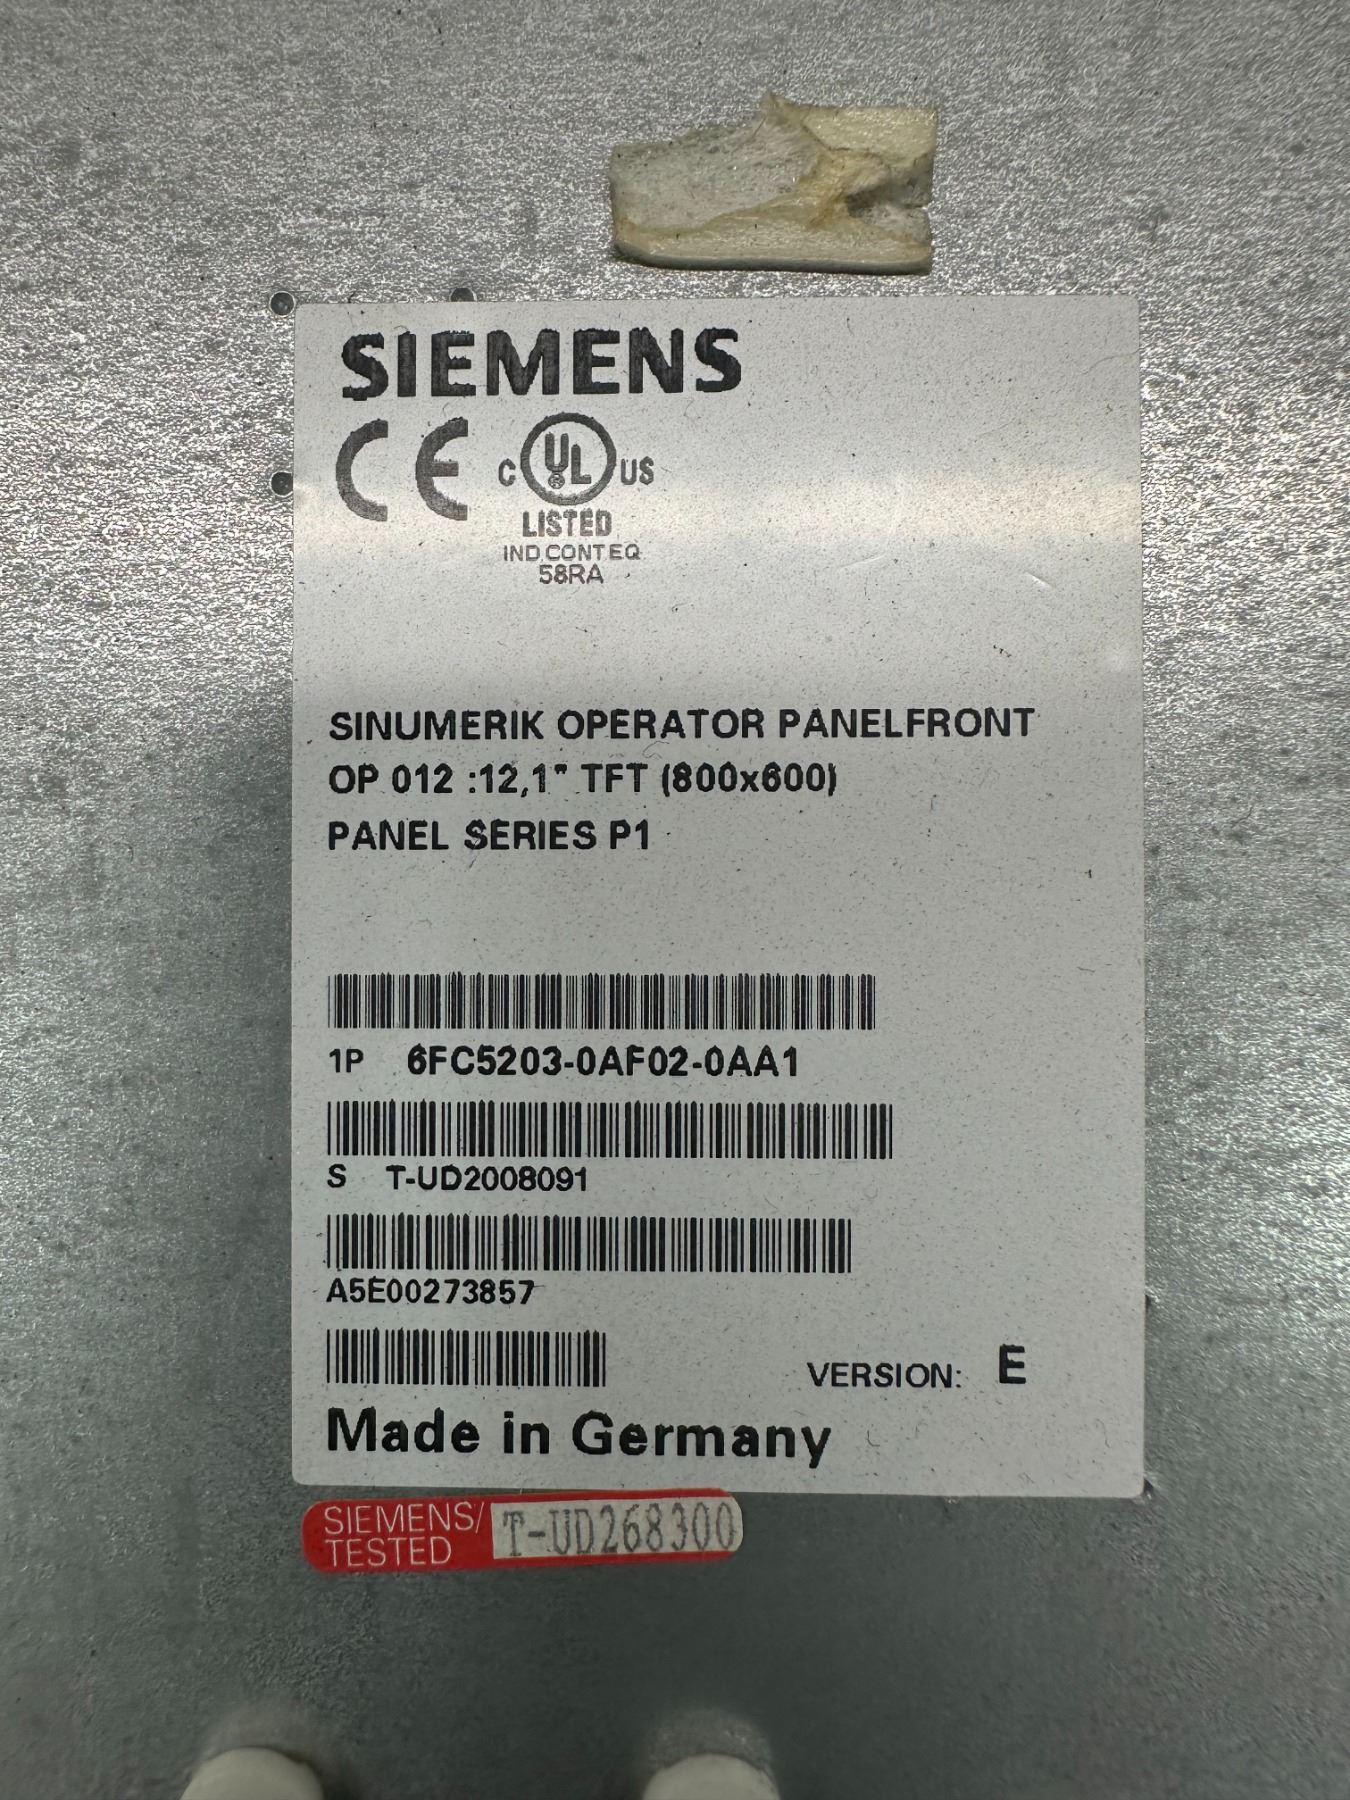 SIEMENS
CE
C UL US
LISTED
IND CONT EQ
58RA
SINUMERIK OPERATOR PANELFRONT
OP 012 :12,1" TFT (800x600)
PANEL SERIES P1
1P 6FC5203-0AF02-0AA1
S T-UD2008091
A5E00273857
VERSION: E
Made in Germany
SIEMENS/
TESTED
T-UD268300